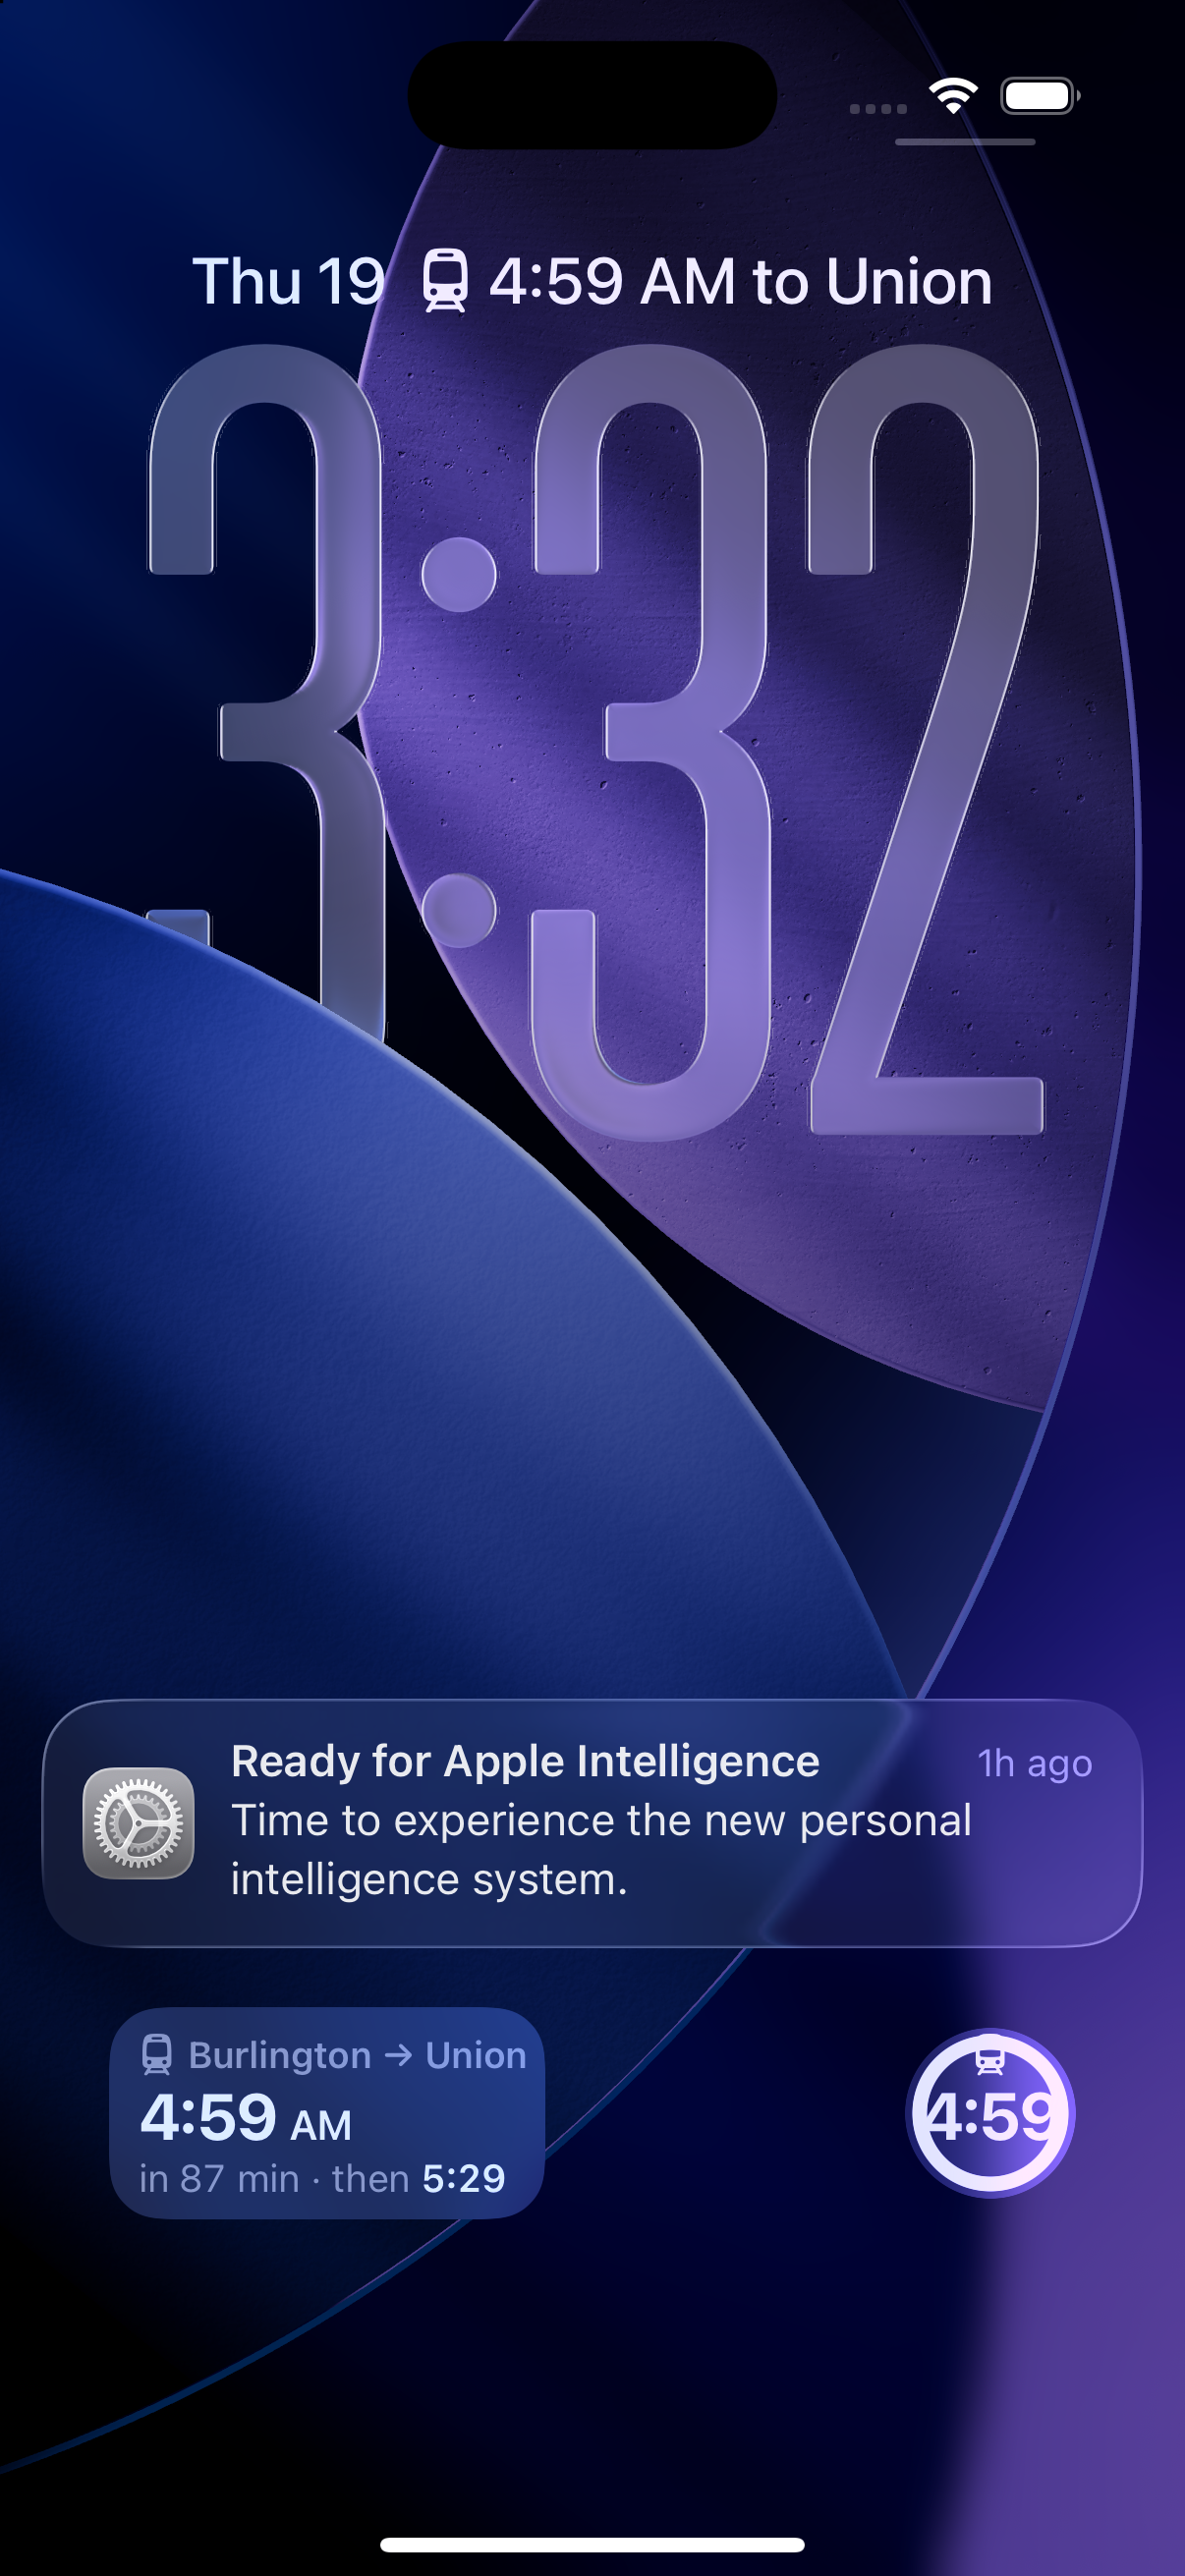 Thu 19 4:59 AM to Union
3:32
Ready for Apple Intelligence
1h ago
Time to experience the new personal
intelligence system.
Burlington → Union
4:59 AM
in 87 min · then 5:29
4:59